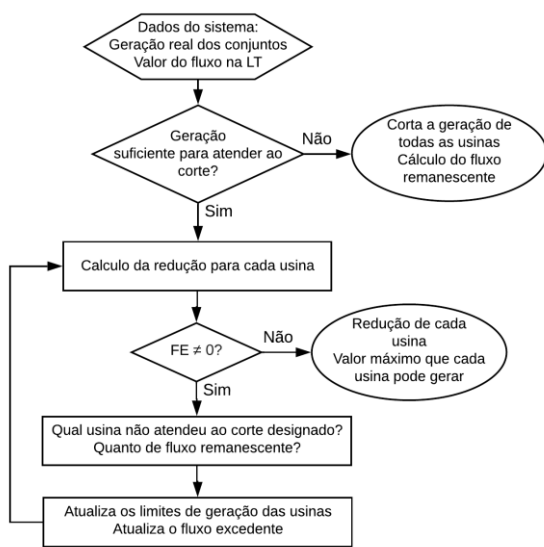 Dados do sistema:
Geração real dos conjuntos
Valor do fluxo na LT
Geração
suficiente para atender ao
corte?
Não
Corta a geração de
todas as usinas
Cálculo do fluxo
remanescente
Sim
Calculo da redução para cada usina
FE ≠ 0?
Não
Redução de cada
usina
Valor máximo que cada
usina pode gerar
Sim
Qual usina não atendeu ao corte designado?
Quanto de fluxo remanescente?
Atualiza os limites de geração das usinas
Atualiza o fluxo excedente